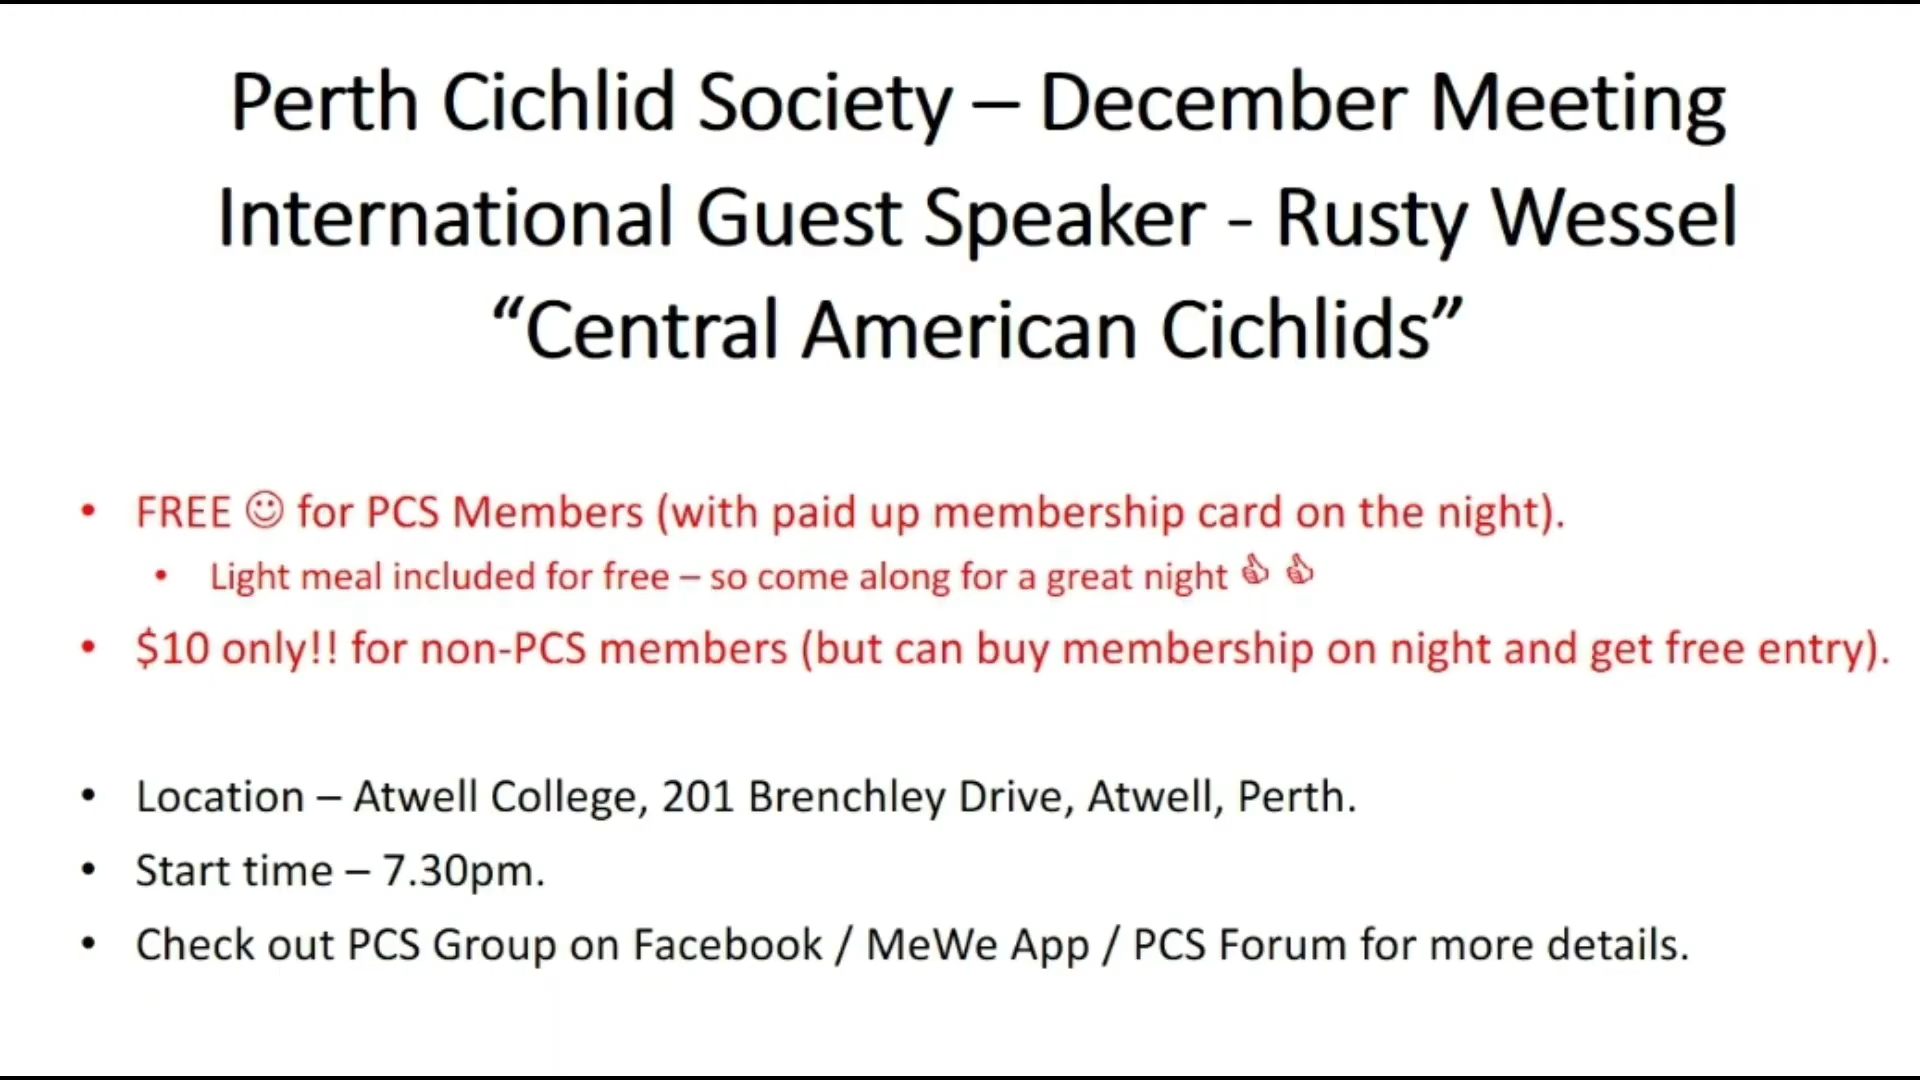 Perth Cichlid Society – December Meeting
International Guest Speaker - Rusty Wessel
“Central American Cichlids”
• FREE ☺ for PCS Members (with paid up membership card on the night).
• Light meal included for free – so come along for a great night 👍 👍
• $10 only!! for non-PCS members (but can buy membership on night and get free entry).
• Location – Atwell College, 201 Brenchley Drive, Atwell, Perth.
• Start time – 7.30pm.
• Check out PCS Group on Facebook / MeWe App / PCS Forum for more details.